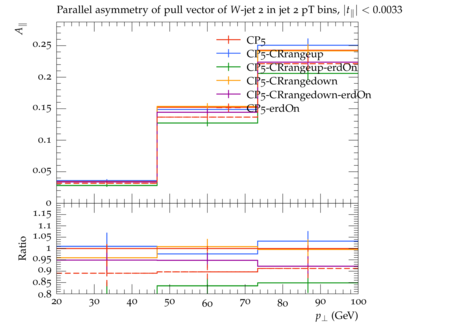 Parallel asymmetry of pull vector of W-jet 2 in jet 2 pT bins, |t∥| < 0.0033
A∥
0.25
0.2
0.15
0.1
0.05
0
CP5
CP5-CRrangeup
CP5-CRrangeup-erdOn
CP5-CRrangedown
CP5-CRrangedown-erdOn
CP5-erdOn
Ratio
1.15
1.1
1.05
1
0.95
0.9
0.85
0.8
20 30 40 50 60 70 80 90 100
p⊥ (GeV)